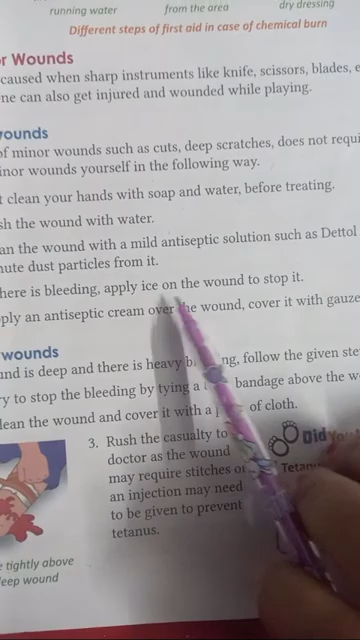 running water
from the area
dry dressing
Different steps of first aid in case of chemical burn
r Wounds
caused when sharp instruments like knife, scissors, blades, e
ne can also get injured and wounded while playing.
wounds
of minor wounds such as cuts, deep scratches, does not requi
inor wounds yourself in the following way.
t clean your hands with soap and water, before treating.
sh the wound with water.
an the wound with a mild antiseptic solution such as Dettol
nute dust particles from it.
here is bleeding, apply ice on the wound to stop it.
ply an antiseptic cream over the wound, cover it with gauze
wounds
und is deep and there is heavy b ng, follow the given ste
ry to stop the bleeding by tying a bandage above the w
lean the wound and cover it with a p of cloth.
3. Rush the casualty to
doctor as the wound
may require stitches or
an injection may need
to be given to prevent
tetanus.
Did You
Tetanu
e tightly above
deep wound